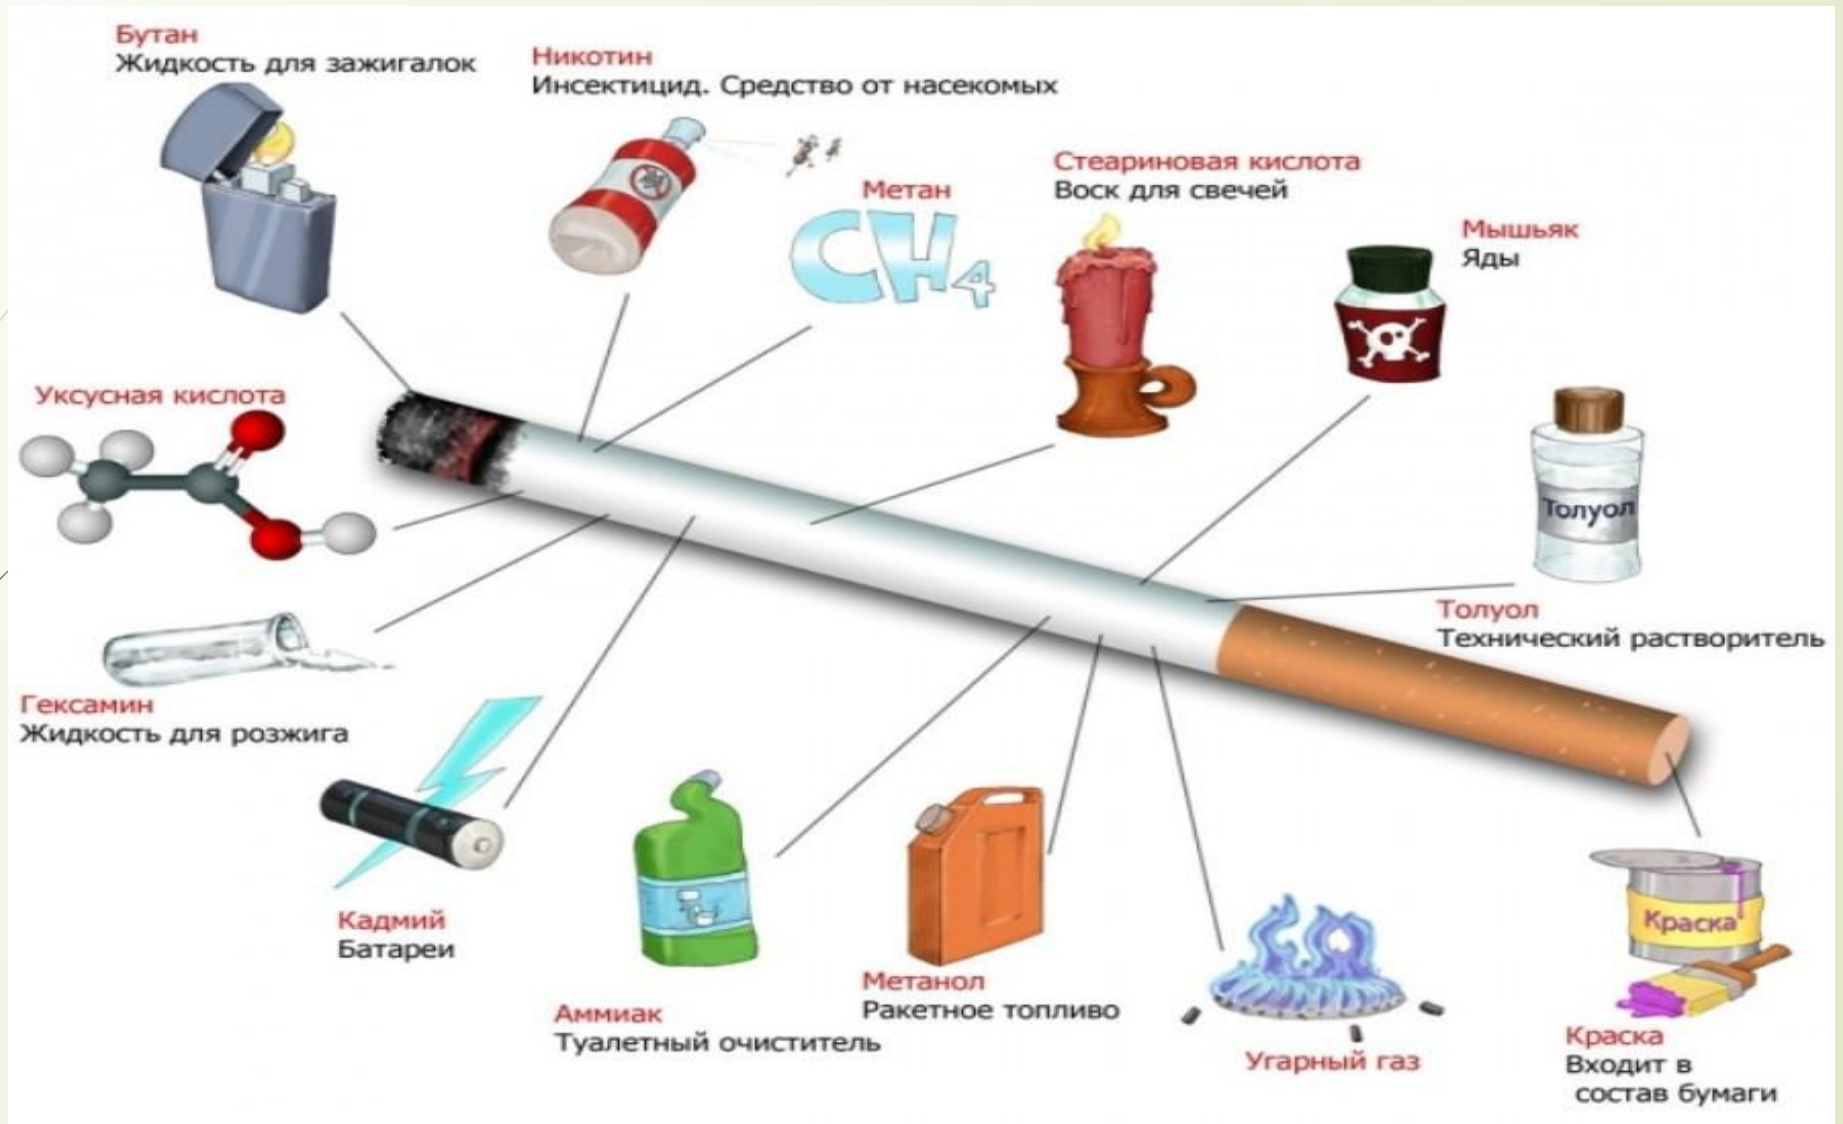 Бутан
Жидкость для зажигалок
Никотин
Инсектицид. Средство от насекомых
Метан
CH4
Стеариновая кислота
Воск для свечей
Мышьяк
Яды
Уксусная кислота
Толуол
Толуол
Технический растворитель
Гексамин
Жидкость для розжига
Кадмий
Батареи
Аммиак
Туалетный очиститель
Метанол
Ракетное топливо
Угарный газ
Краска
Краска
Входит в
состав бумаги